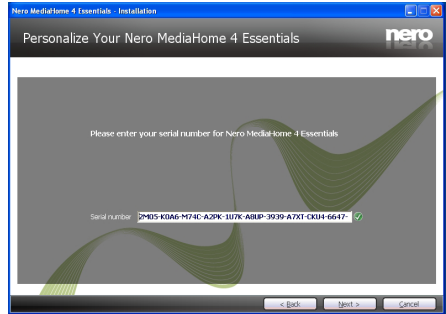 Nero MediaHome 4 Essentials - Installation
Personalize Your Nero MediaHome 4 Essentials
nero
Please enter your serial number for Nero MediaHome 4 Essentials
Serial number 2M05-K0A6-M74C-A2PK-1U7K-A8UP-3939-A7XT-CKU4-6647-
< Back Next > Cancel